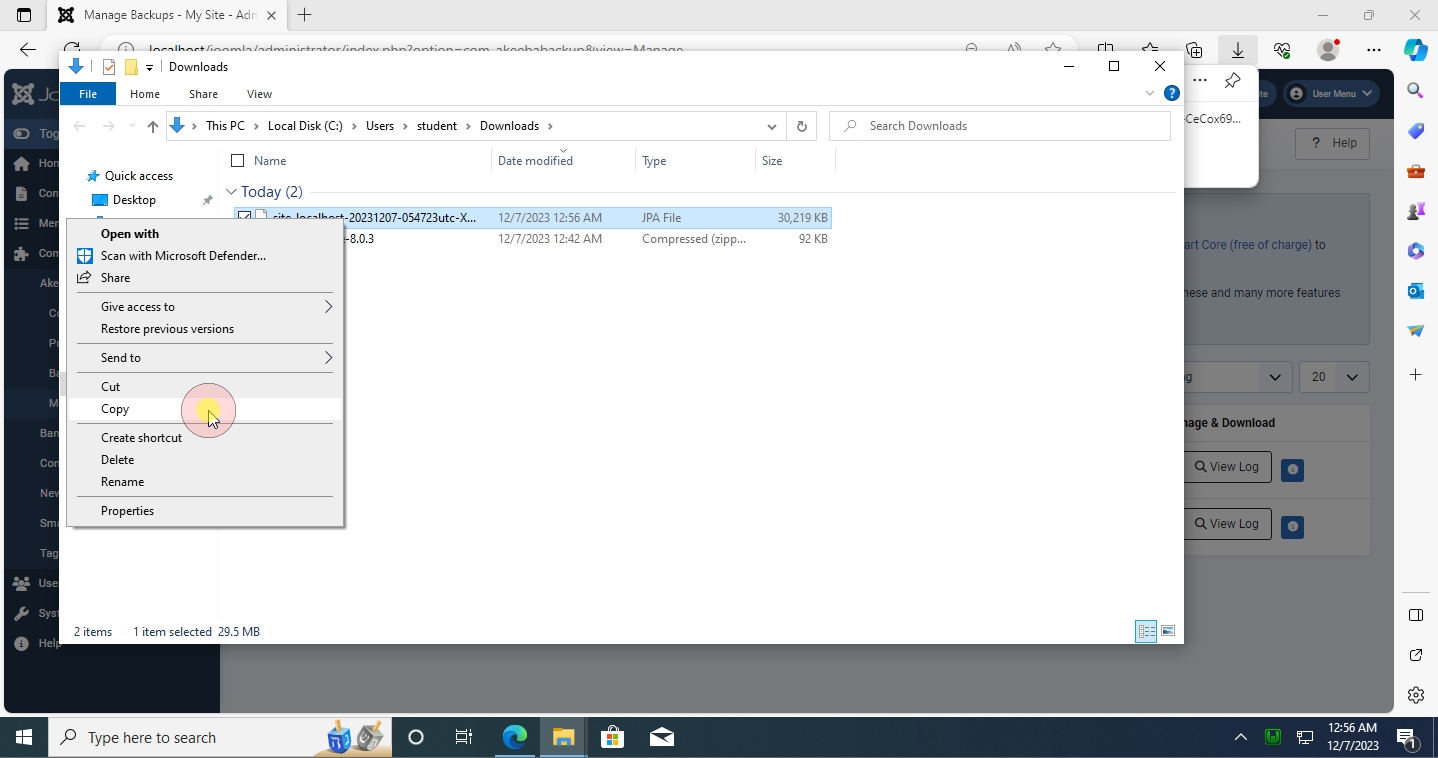 Manage Backups - My Site - Adm
localhost/joomla/administrator/index.php?option=com_akeebabackup&view=Manage
Downloads
File
Home
Share
View
This PC > Local Disk (C:) > Users > student > Downloads >
Search Downloads
User Menu
-CeCox69...
Help
Name
Date modified
Type
Size
Quick access
Desktop
Today (2)
site-localhost-20231207-054723utc-X...
12/7/2023 12:56 AM
JPA File
30,219 KB
-8.0.3
12/7/2023 12:42 AM
Compressed (zipp...
92 KB
Open with
Scan with Microsoft Defender...
Share
Give access to
Restore previous versions
Send to
Cut
Copy
Create shortcut
Delete
Rename
Properties
art Core (free of charge) to
hese and many more features
20
nage & Download
View Log
View Log
Help
2 items
1 item selected 29.5 MB
Type here to search
12:56 AM
12/7/2023
1